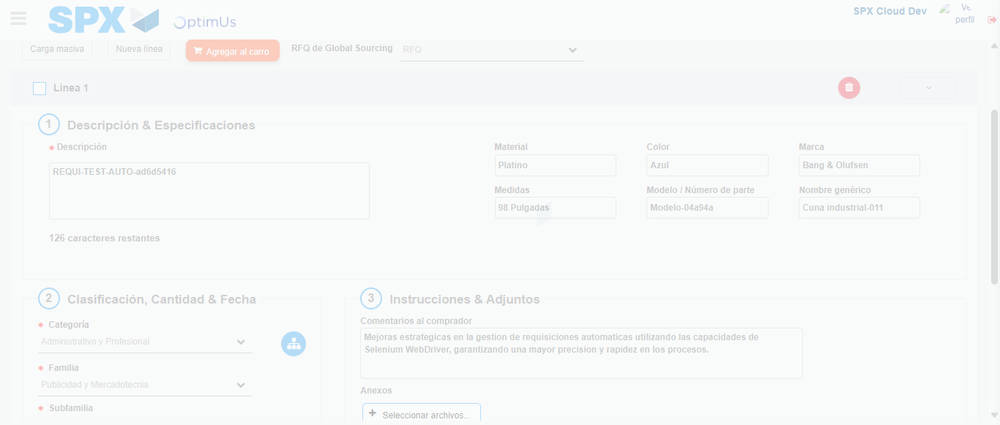 SPX
OptimUs
SPX Cloud Dev
perfil
Carga masiva
Nueva línea
Agregar al carro
RFQ de Global Sourcing
RFQ
Línea 1
1 Descripción & Especificaciones
* Descripción
REQUI-TEST-AUTO-ad6d5416
126 caracteres restantes
Material
Color
Marca
Platino
Azul
Bang & Olufsen
Medidas
Modelo / Número de parte
Nombre genérico
98 Pulgadas
Modelo-04a94a
Cuna industrial-011
2 Clasificación, Cantidad & Fecha
* Categoría
Administrativo y Profesional
* Familia
Publicidad y Mercadotecnia
* Subfamilia
3 Instrucciones & Adjuntos
Comentarios al comprador
Mejoras estrategicas en la gestion de requisiciones automaticas utilizando las capacidades de
Selenium WebDriver, garantizando una mayor precision y rapidez en los procesos.
Anexos
+ Seleccionar archivos...